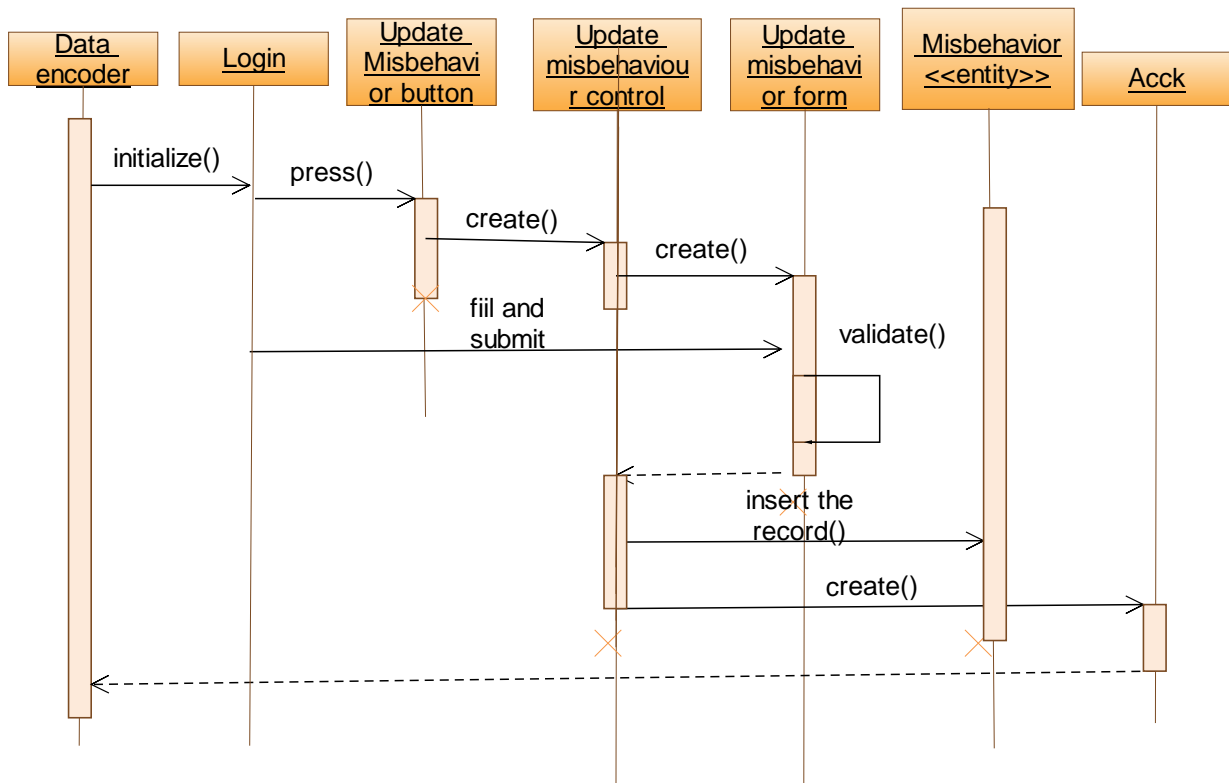 Data
encoder
Login
Update
Misbehavi
or button
Update
misbehaviou
r control
Update
misbehavi
or form
Misbehavior
<<entity>>
Acck
initialize()
press()
create()
create()
fiil and
submit
validate()
insert the
record()
create()